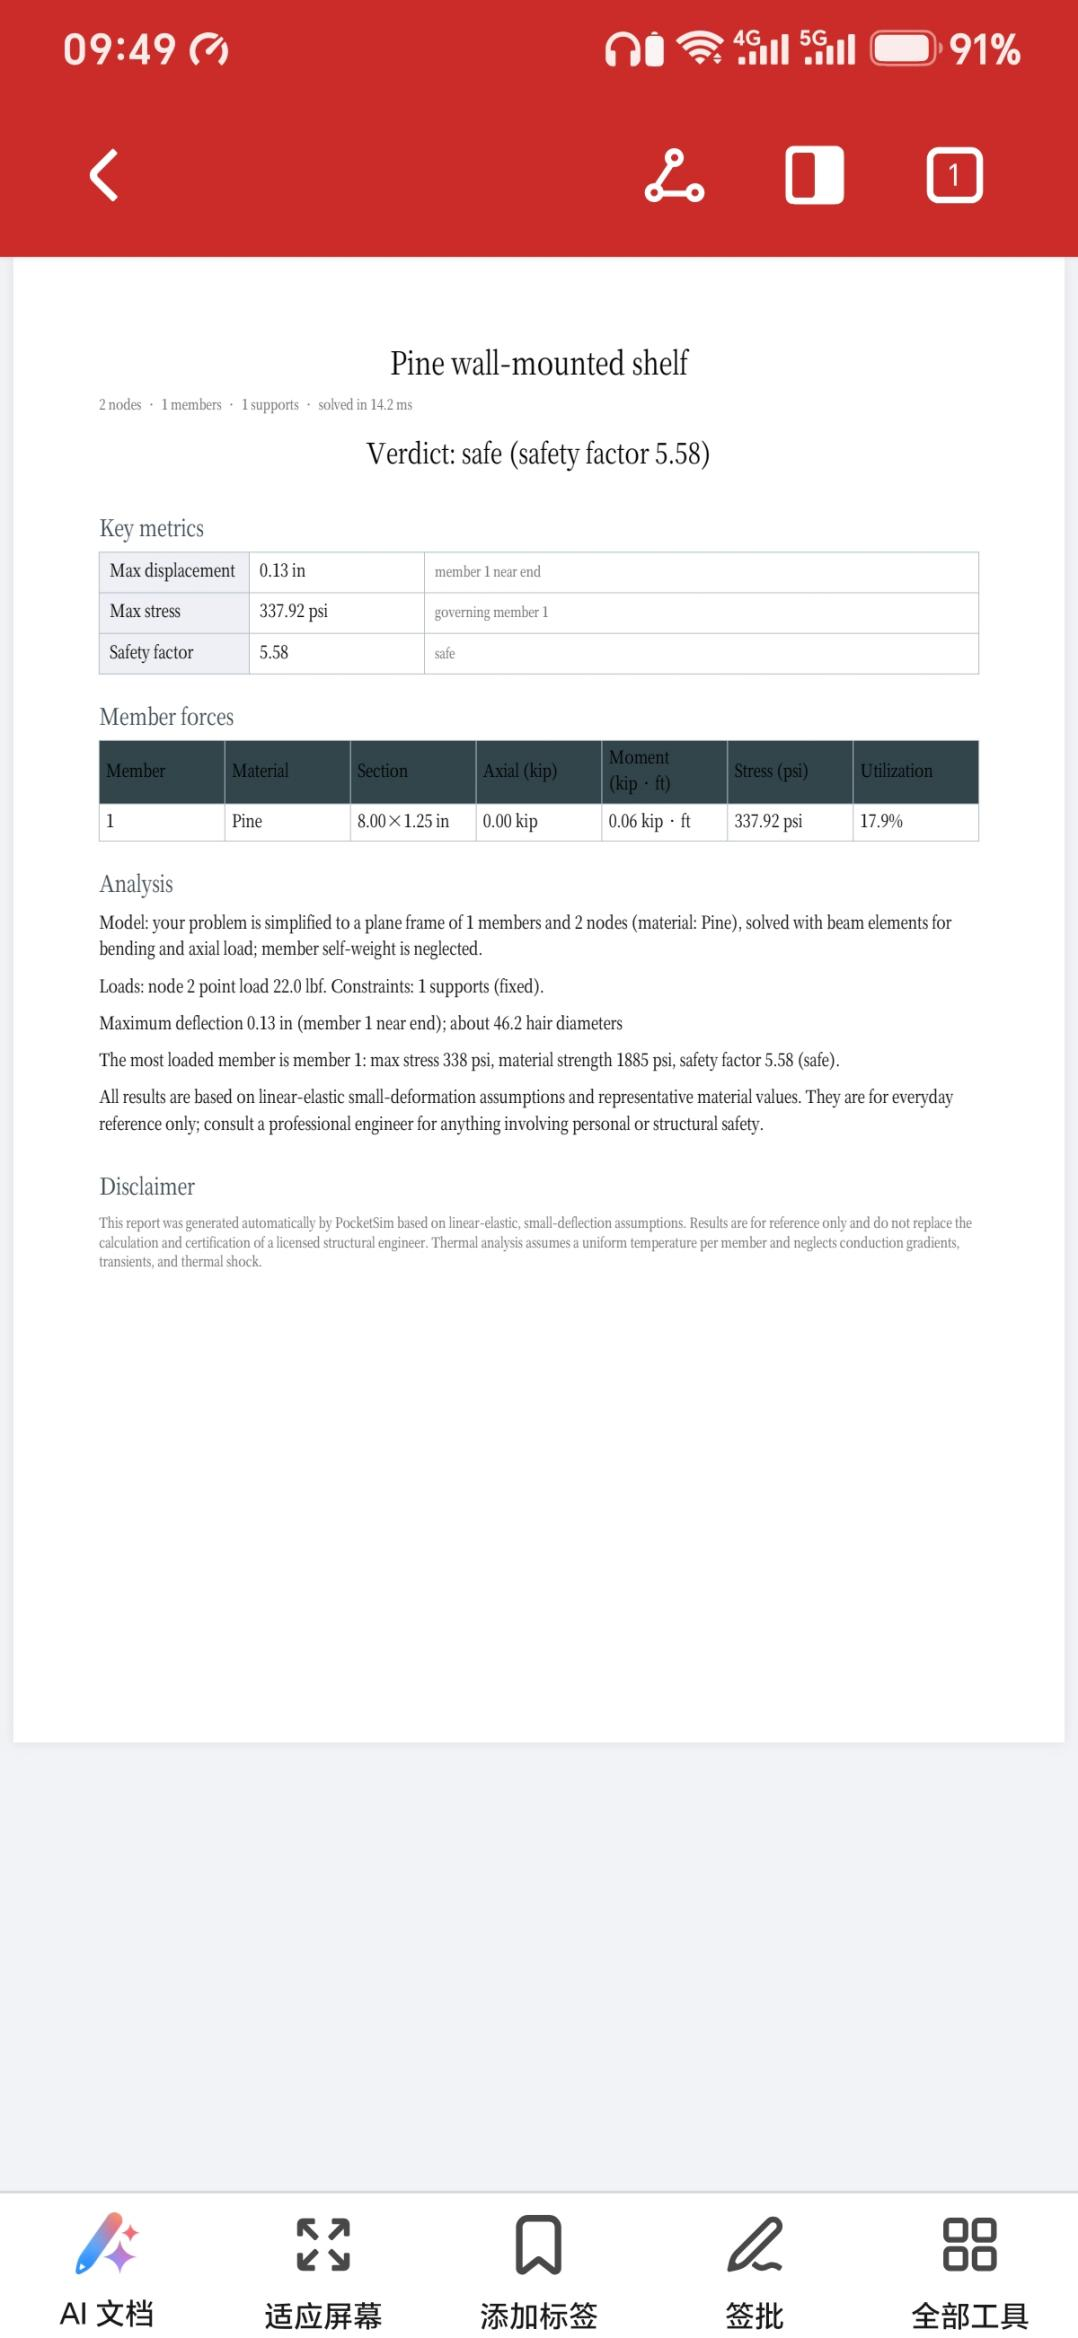 09:49
4G 5G 91%
1
Pine wall-mounted shelf
2 nodes · 1 members · 1 supports · solved in 14.2 ms
Verdict: safe (safety factor 5.58)
Key metrics
Max displacement 0.13 in member 1 near end
Max stress 337.92 psi governing member 1
Safety factor 5.58 safe
Member forces
Member Material Section Axial (kip) Moment (kip · ft) Stress (psi) Utilization
1 Pine 8.00×1.25 in 0.00 kip 0.06 kip · ft 337.92 psi 17.9%
Analysis
Model: your problem is simplified to a plane frame of 1 members and 2 nodes (material: Pine), solved with beam elements for
bending and axial load; member self-weight is neglected.
Loads: node 2 point load 22.0 lbf. Constraints: 1 supports (fixed).
Maximum deflection 0.13 in (member 1 near end); about 46.2 hair diameters
The most loaded member is member 1: max stress 338 psi, material strength 1885 psi, safety factor 5.58 (safe).
All results are based on linear-elastic small-deformation assumptions and representative material values. They are for everyday
reference only; consult a professional engineer for anything involving personal or structural safety.
Disclaimer
This report was generated automatically by PocketSim based on linear-elastic, small-deflection assumptions. Results are for reference only and do not replace the
calculation and certification of a licensed structural engineer. Thermal analysis assumes a uniform temperature per member and neglects conduction gradients,
transients, and thermal shock.
AI 文档 适应屏幕 添加标签 签批 全部工具